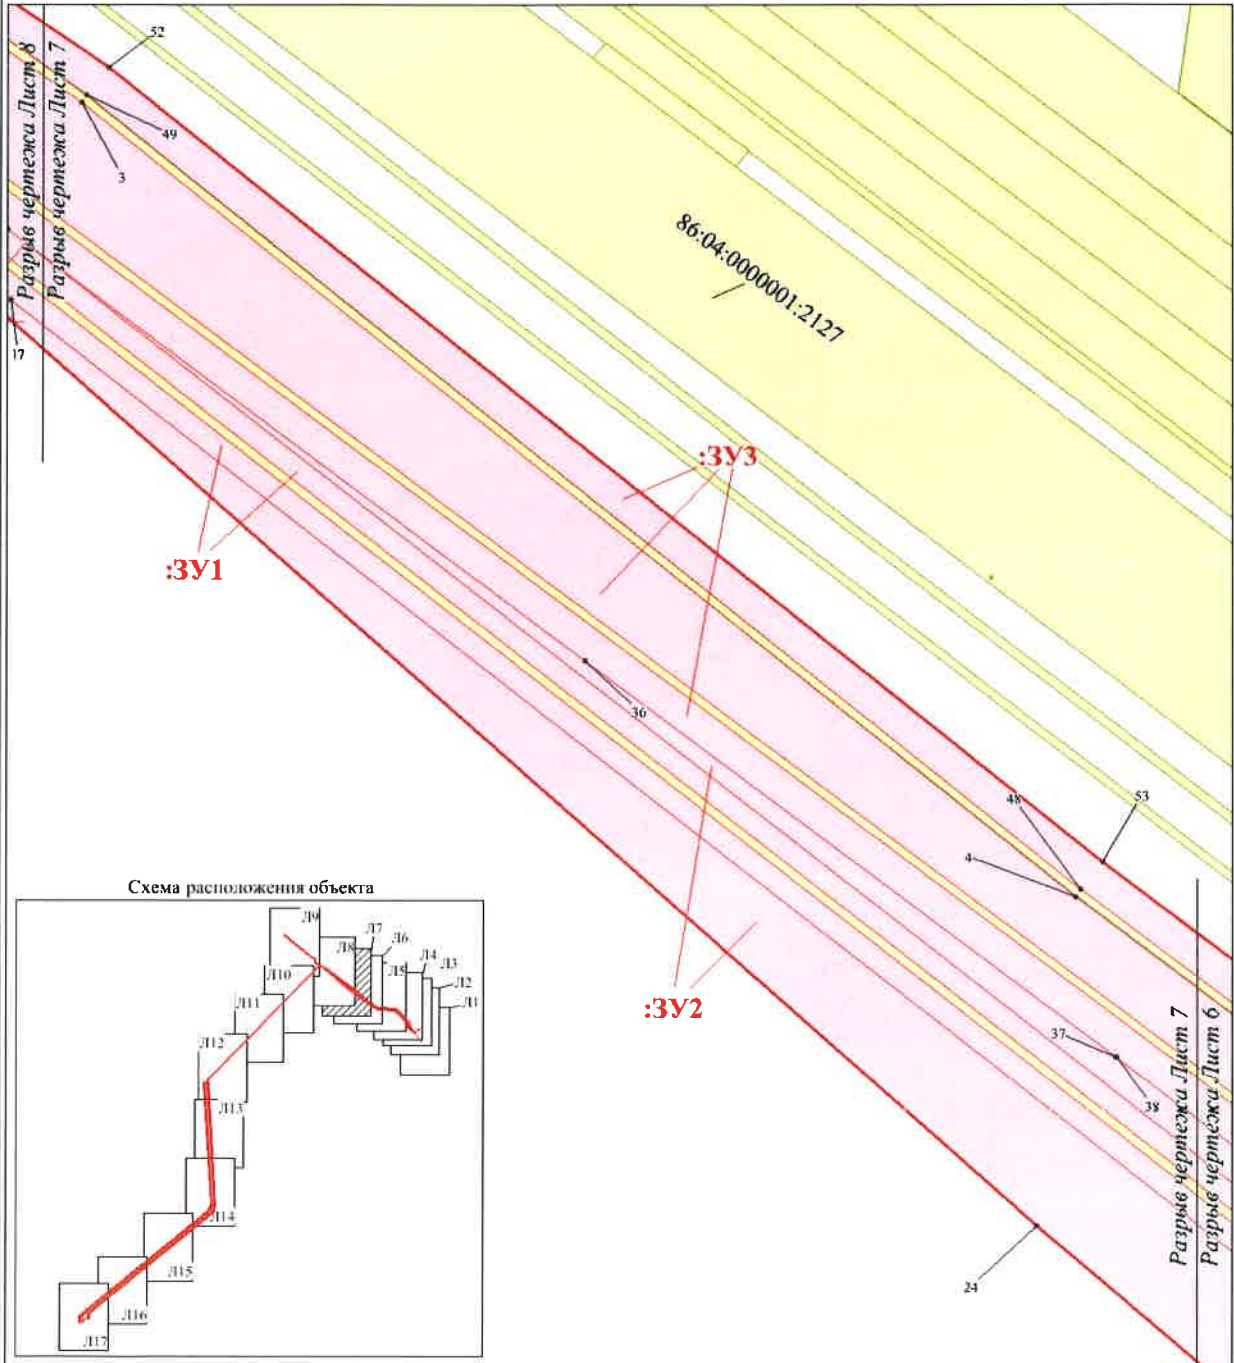 52
Разрыв чертежа Лист 8
Разрыв чертежа Лист 7
49
3
86:04:0000001:2127
17
:ЗУ3
:ЗУ1
36
48
53
4
Схема расположения объекта
Л9
Л8
Л7
Л6
Л5
Л4
Л3
Л2
Л1
Л10
Л11
Л12
Л13
Л14
Л15
Л16
Л17
:ЗУ2
37
38
Разрыв чертежа Лист 7
Разрыв чертежа Лист 6
24